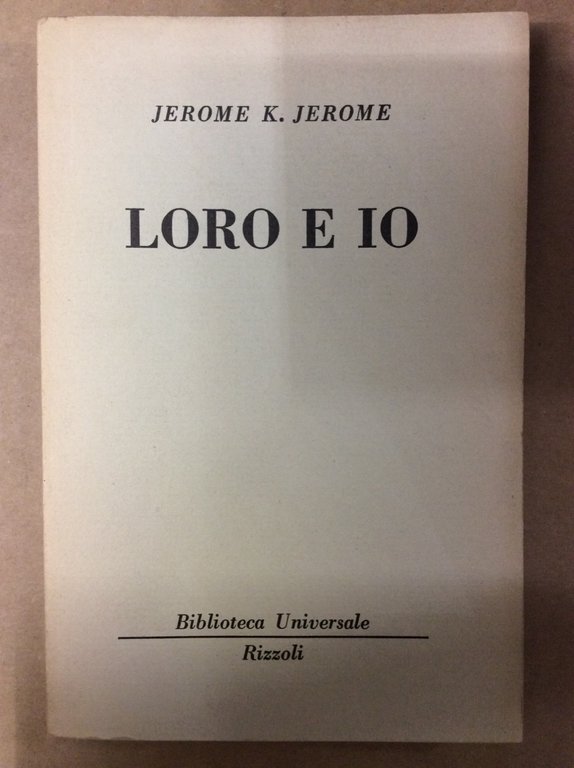 JEROME K. JEROME
LORO E IO
Biblioteca Universale
Rizzoli